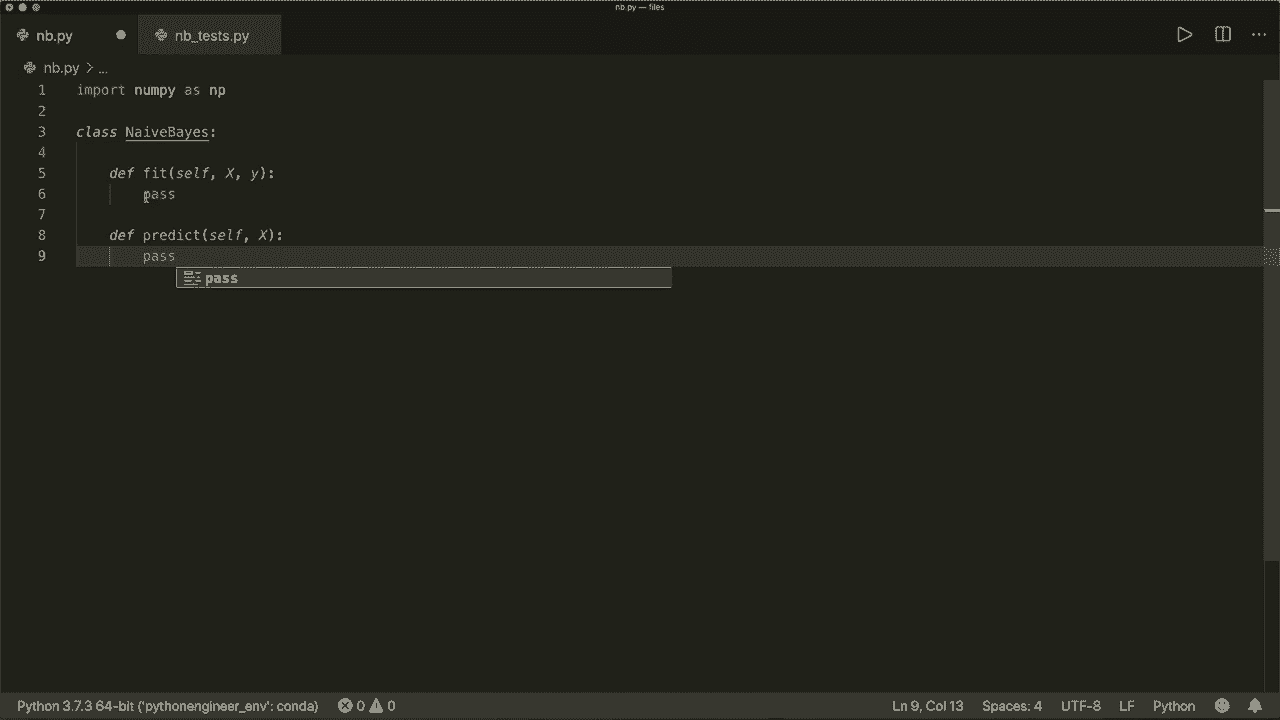 nb.py — files
nb.py nb_tests.py
nb.py > ...
1 import numpy as np
2
3 class NaiveBayes:
4
5 def fit(self, X, y):
6 pass
7
8 def predict(self, X):
9 pass
pass
Python 3.7.3 64-bit ('pythonengineer_env': conda) 0 0 Ln 9, Col 13 Spaces: 4 UTF-8 LF Python